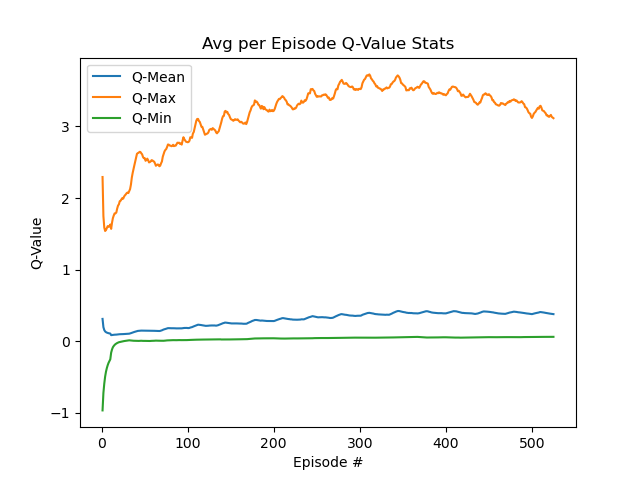 Avg per Episode Q-Value Stats
Q-Mean
Q-Max
Q-Min
Q-Value
3
2
1
0
−1
0 100 200 300 400 500
Episode #